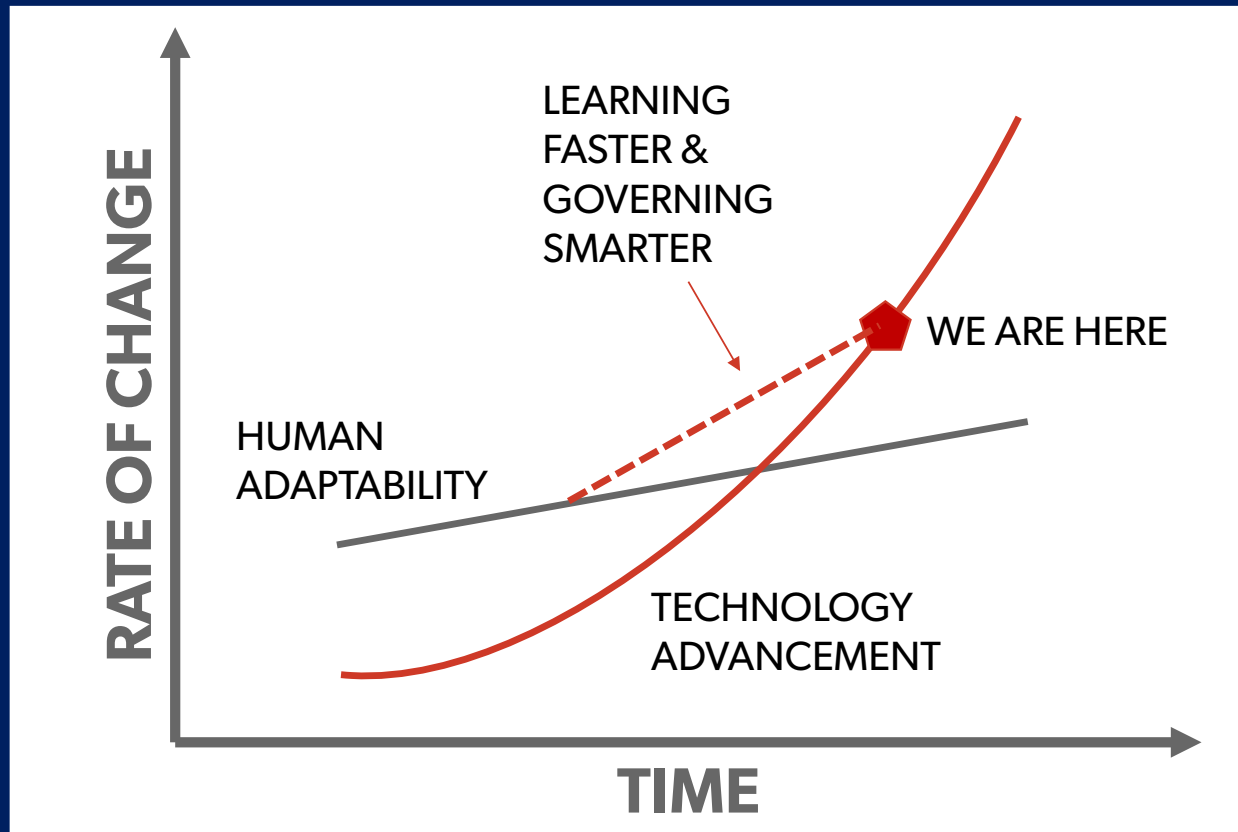 LEARNING
FASTER &
GOVERNING
SMARTER
WE ARE HERE
HUMAN
ADAPTABILITY
TECHNOLOGY
ADVANCEMENT
RATE OF CHANGE
TIME